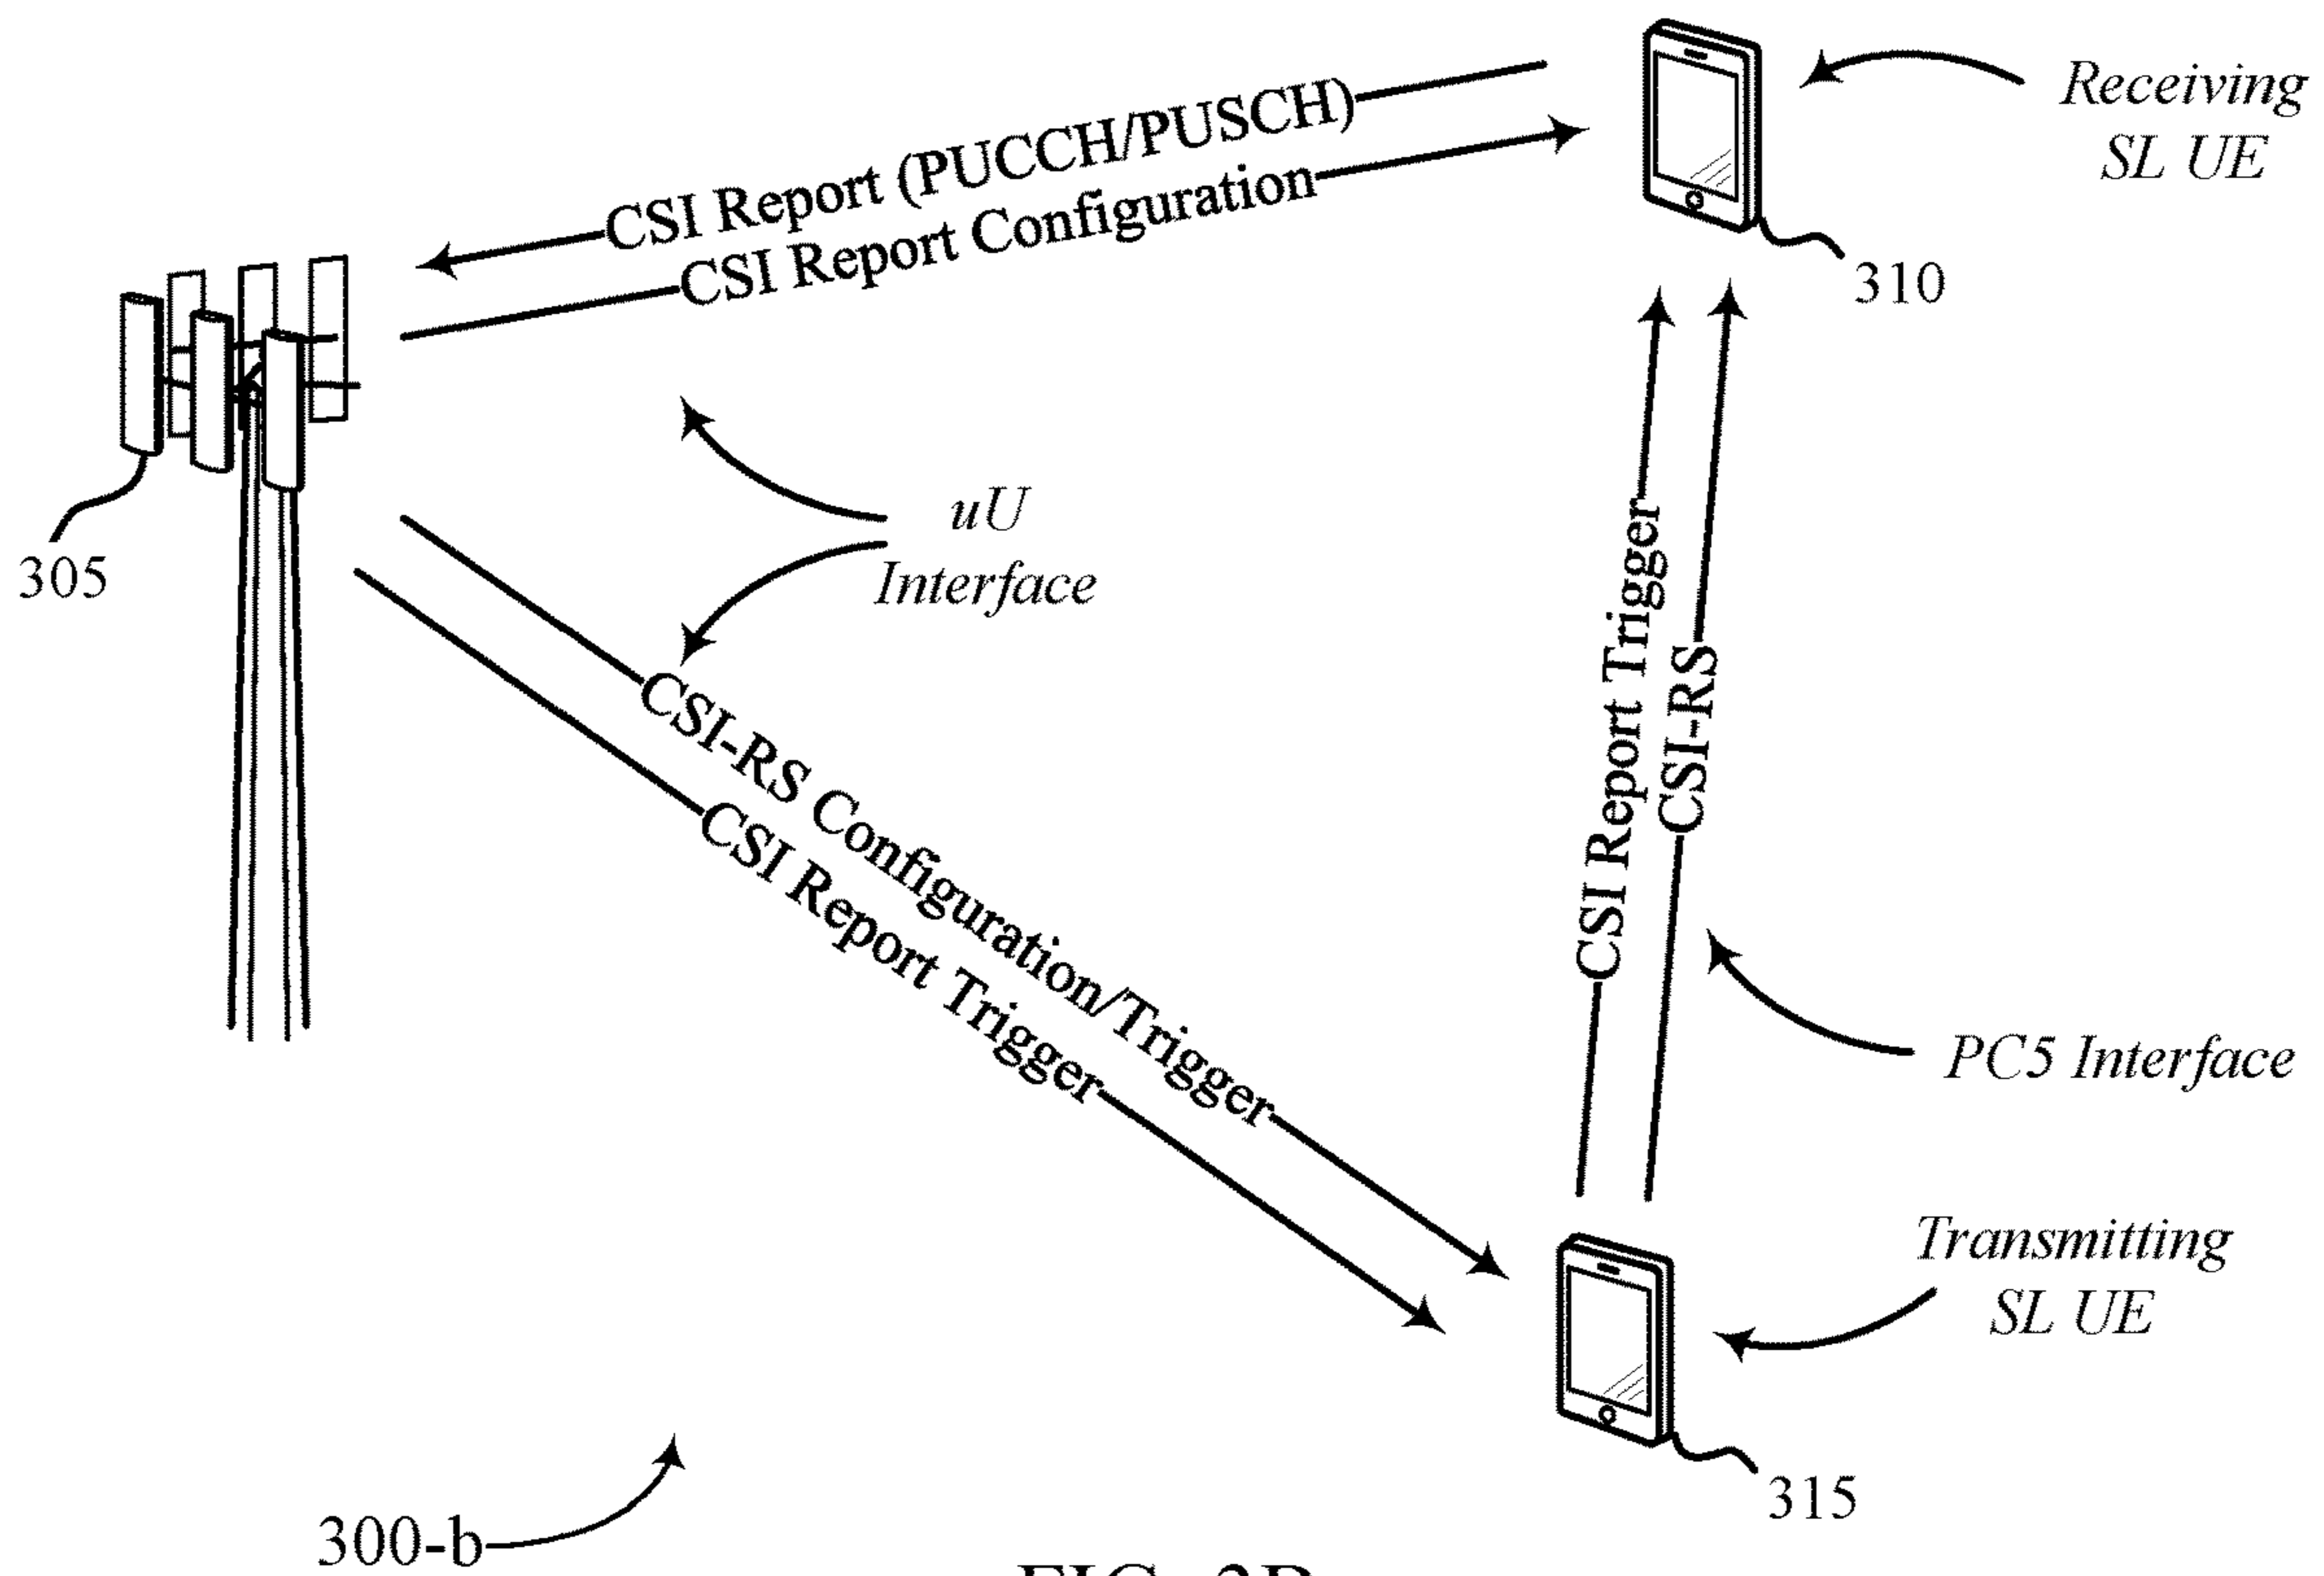 CSI Report (PUCCH/PUSCH)
CSI Report Configuration
Receiving
SL UE
310
305
uU
Interface
CSI Report Trigger
CSI-RS
CSI-RS Configuration/Trigger
CSI Report Trigger
PC5 Interface
Transmitting
SL UE
315
300-b